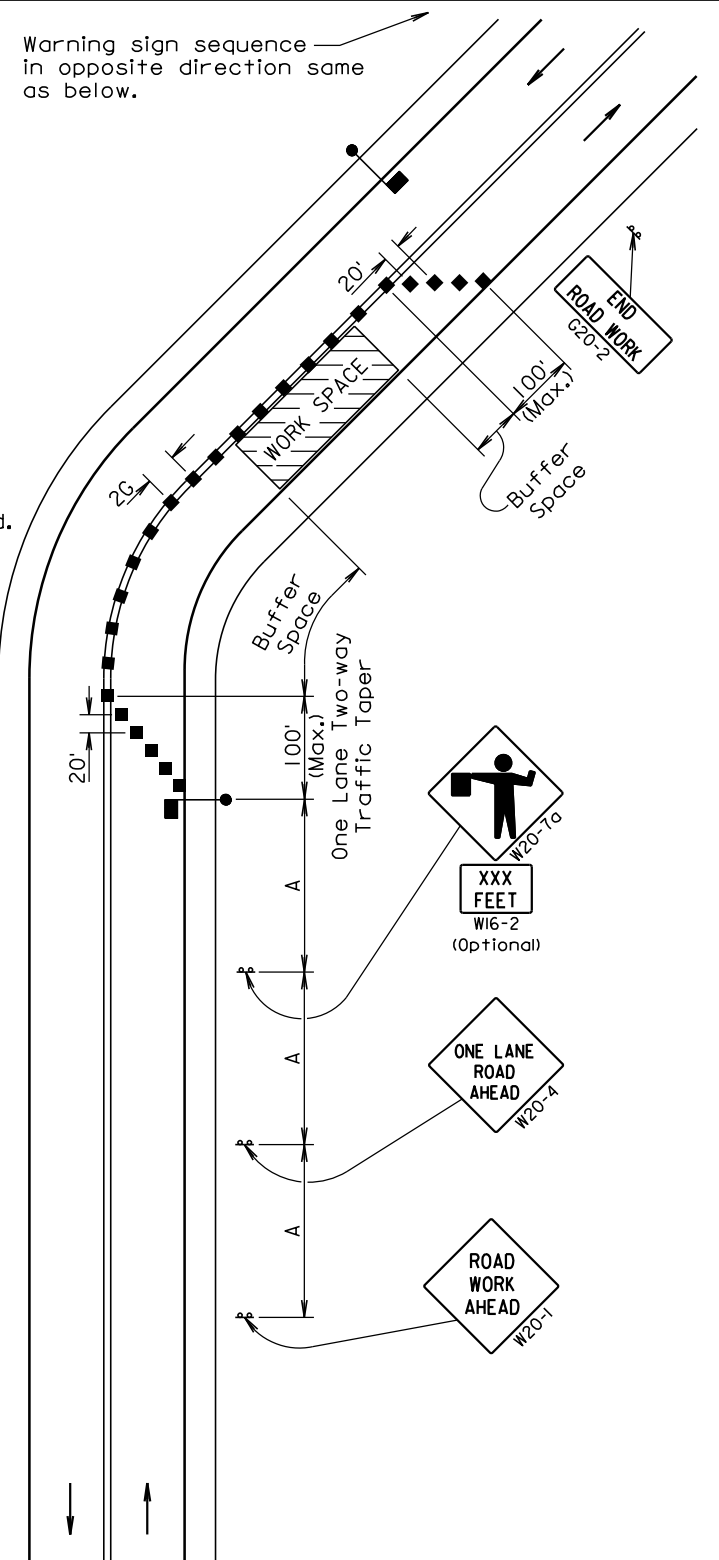 Warning sign sequence
in opposite direction same
as below.
20'
END
ROAD WORK
G20-2
100'
(Max.)
WORK SPACE
Buffer
Space
2G
d.
Buffer
Space
20'
100'
(Max.)
One Lane Two-way
Traffic Taper
W20-7a
XXX
FEET
W16-2
(Optional)
A
A
ONE LANE
ROAD
AHEAD
W20-4
A
ROAD
WORK
AHEAD
W20-1